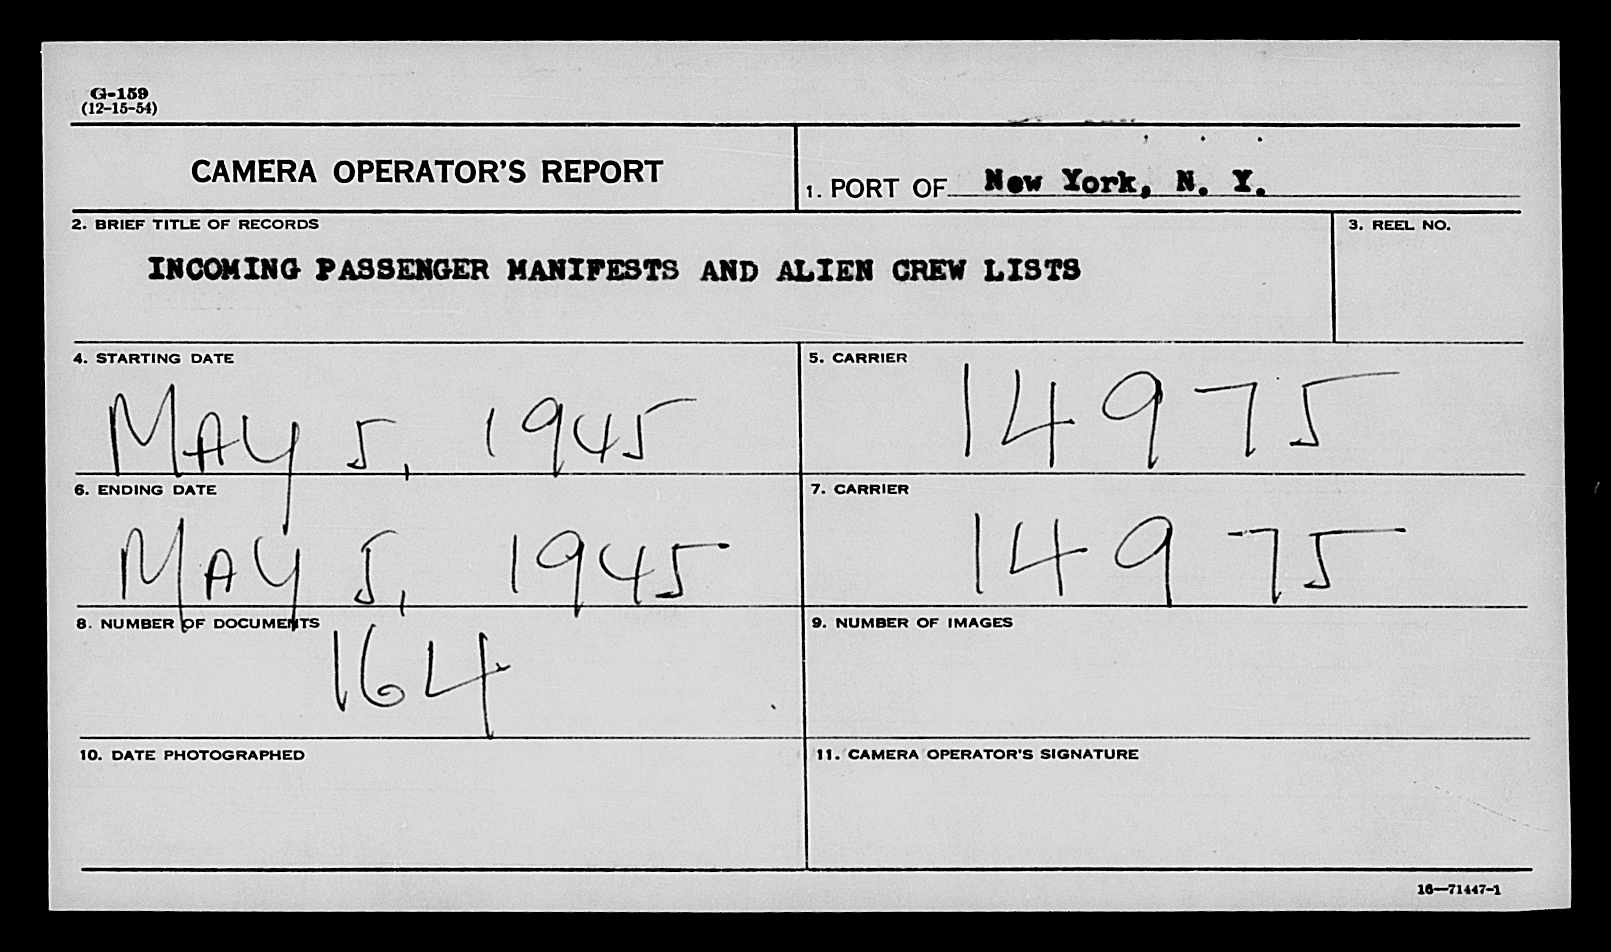 G-159
(12-15-54)
CAMERA OPERATOR'S REPORT
1. PORT OF New York, N. Y.
2. BRIEF TITLE OF RECORDS
3. REEL NO.
INCOMING PASSENGER MANIFESTS AND ALIEN CREW LISTS
4. STARTING DATE
5. CARRIER
MAY 5, 1945
14975
6. ENDING DATE
7. CARRIER
MAY 5, 1945
14975
8. NUMBER OF DOCUMENTS
9. NUMBER OF IMAGES
164
10. DATE PHOTOGRAPHED
11. CAMERA OPERATOR'S SIGNATURE
16—71447-1